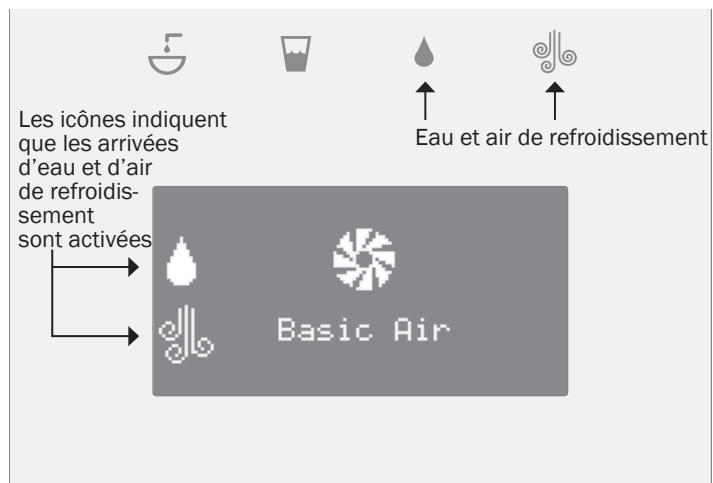 Eau et air de refroidissement
Les icônes indiquent
que les arrivées
d’eau et d’air
de refroidis-
sement
sont activées
Basic Air